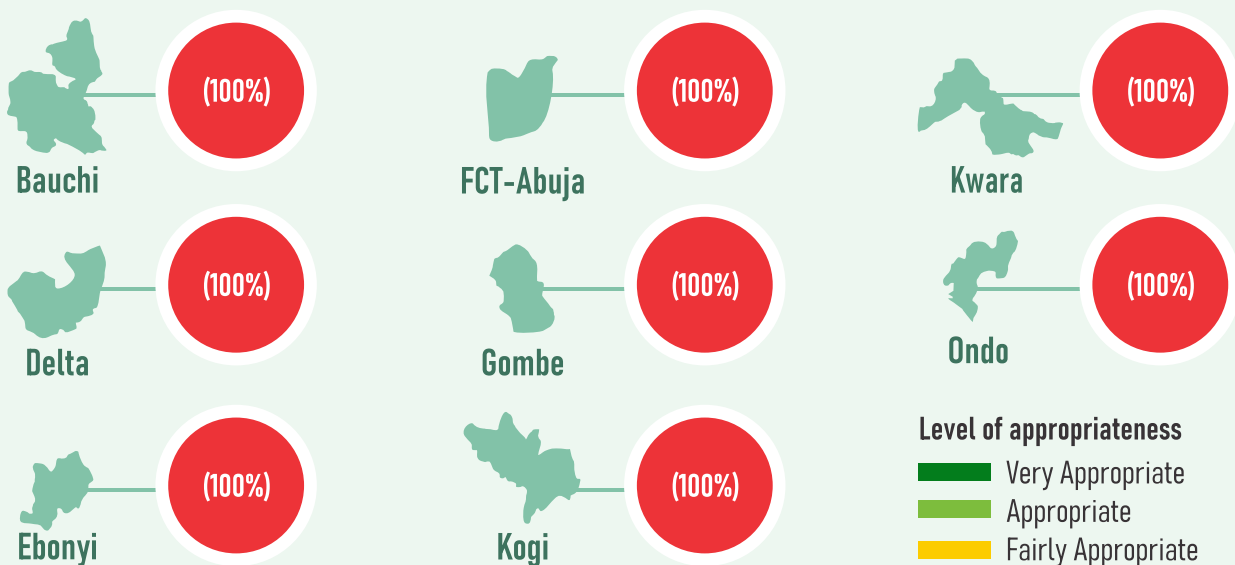 (100%)
(100%)
(100%)
Bauchi
FCT-Abuja
Kwara
(100%)
(100%)
(100%)
Delta
Gombe
Ondo
(100%)
(100%)
Ebonyi
Kogi
Level of appropriateness
Very Appropriate
Appropriate
Fairly Appropriate